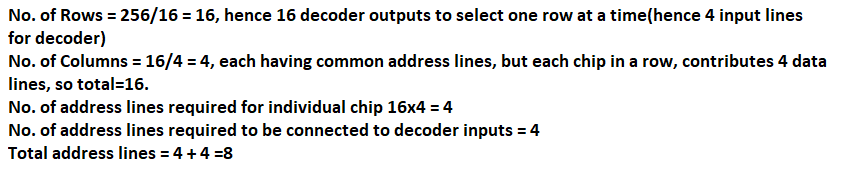 No. of Rows = 256/16 = 16, hence 16 decoder outputs to select one row at a time(hence 4 input lines
for decoder)
No. of Columns = 16/4 = 4, each having common address lines, but each chip in a row, contributes 4 data
lines, so total=16.
No. of address lines required for individual chip 16x4 = 4
No. of address lines required to be connected to decoder inputs = 4
Total address lines = 4 + 4 =8